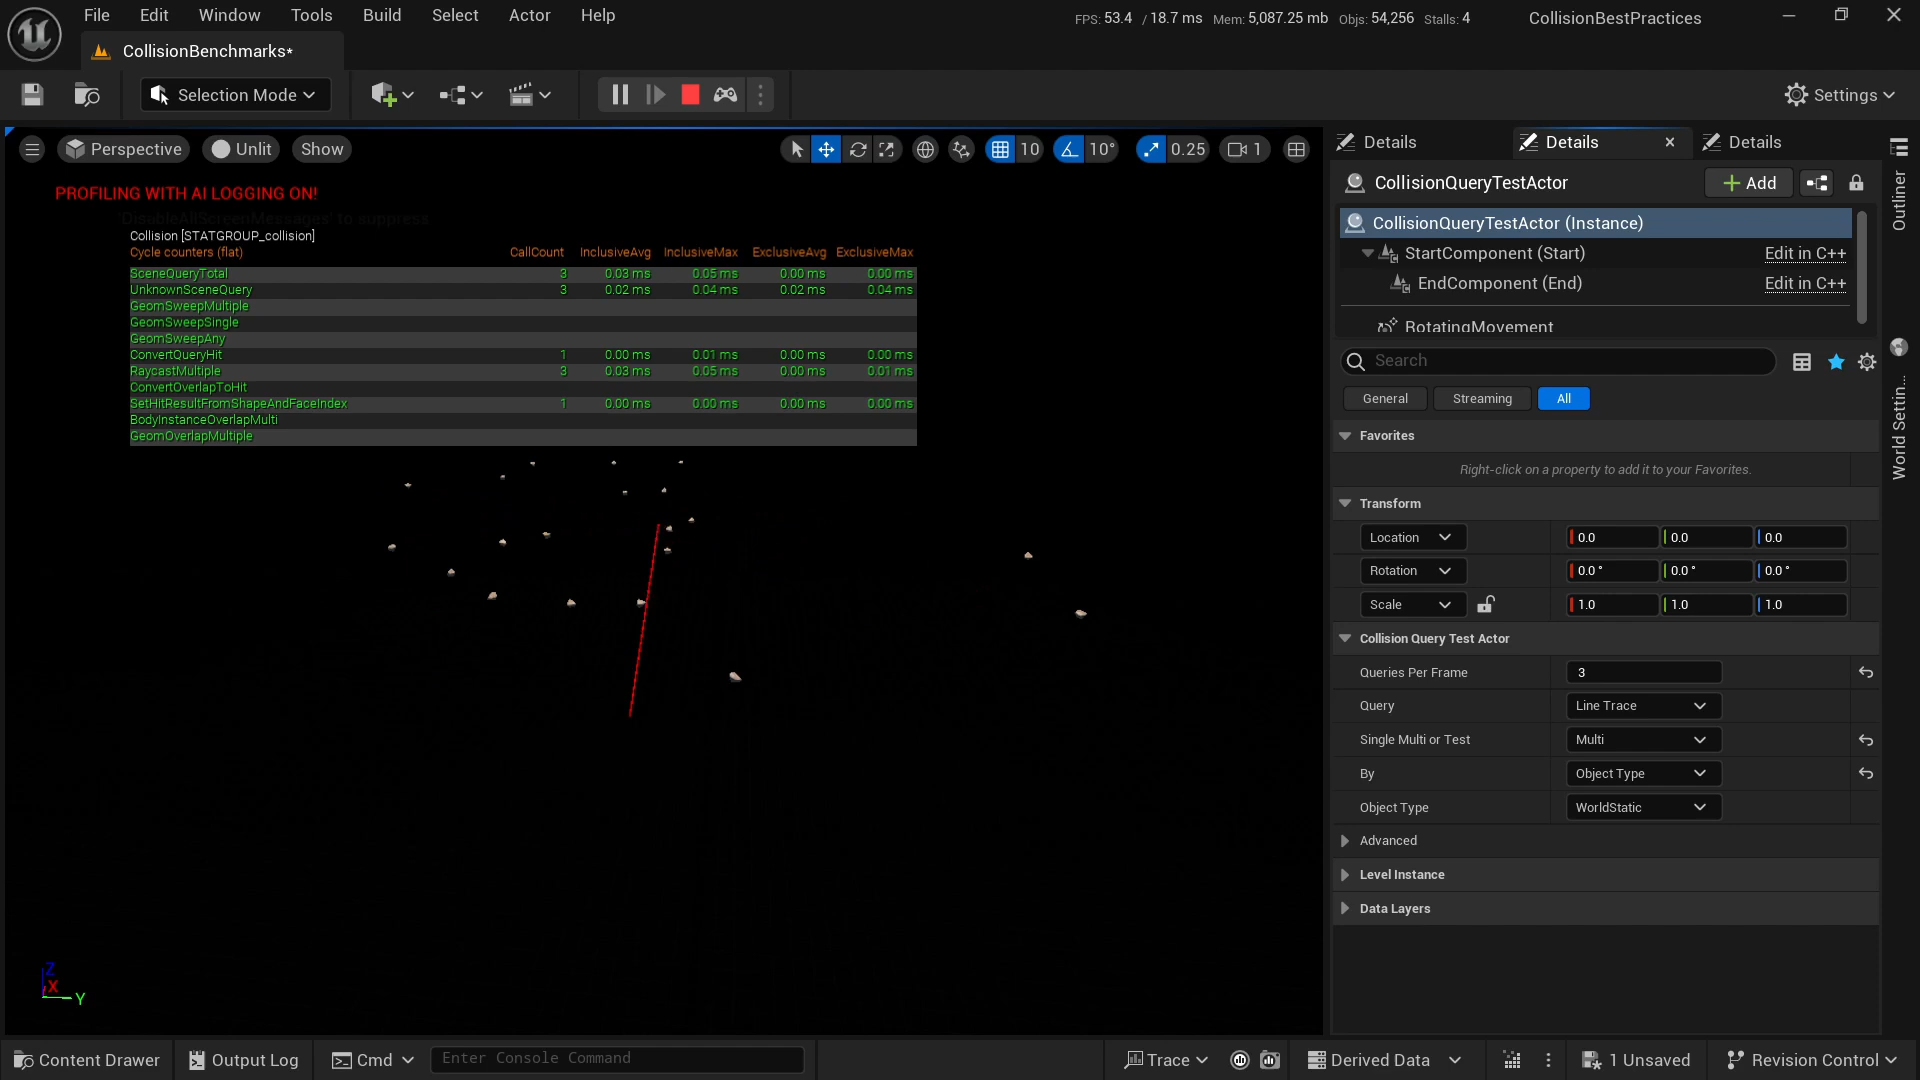 File Edit Window Tools Build Select Actor Help
FPS: 53.4 / 18.7 ms Mem: 5,087.25 mb Objs: 54,256 Stalls: 4
CollisionBestPractices
CollisionBenchmarks*
Selection Mode
Settings
Perspective Unlit Show
10 10° 0.25 1
PROFILING WITH AI LOGGING ON!
'DisableAllScreenMessages' to suppress
Collision [STATGROUP_collision]
Cycle counters (flat) CallCount InclusiveAvg InclusiveMax ExclusiveAvg ExclusiveMax
SceneQueryTotal 3 0.03 ms 0.05 ms 0.00 ms 0.00 ms
UnknownSceneQuery 3 0.02 ms 0.04 ms 0.02 ms 0.04 ms
GeomSweepMultiple
GeomSweepSingle
GeomSweepAny
ConvertQueryHit 1 0.00 ms 0.01 ms 0.00 ms 0.00 ms
RaycastMultiple 3 0.03 ms 0.05 ms 0.00 ms 0.01 ms
ConvertOverlapToHit
SetHitResultFromShapeAndFaceIndex 1 0.00 ms 0.00 ms 0.00 ms 0.00 ms
BodyInstanceOverlapMulti
GeomOverlapMultiple
Z
X
Y
Details Details Details
CollisionQueryTestActor
Add
CollisionQueryTestActor (Instance)
StartComponent (Start) Edit in C++
EndComponent (End) Edit in C++
RotatingMovement
Search
General Streaming All
Favorites
Right-click on a property to add it to your Favorites.
Transform
Location 0.0 0.0 0.0
Rotation 0.0 ° 0.0 ° 0.0 °
Scale 1.0 1.0 1.0
Collision Query Test Actor
Queries Per Frame 3
Query Line Trace
Single Multi or Test Multi
By Object Type
Object Type WorldStatic
Advanced
Level Instance
Data Layers
Outliner
World Settin...
Content Drawer Output Log Cmd Enter Console Command
Trace Derived Data 1 Unsaved Revision Control